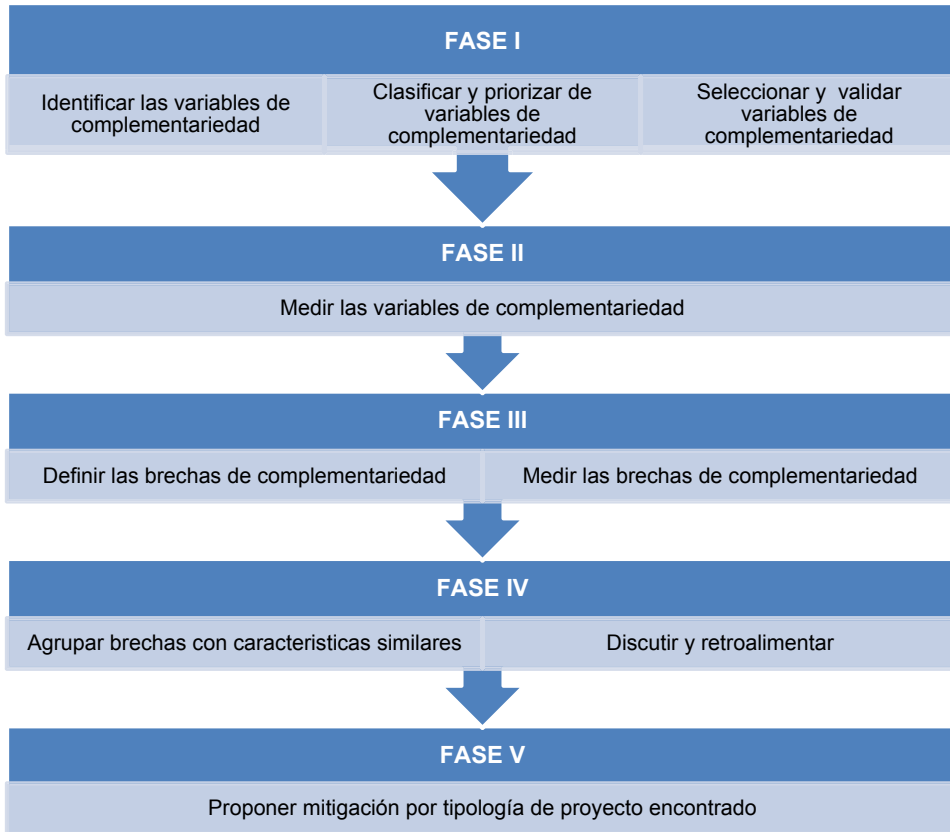 FASE I
Identificar las variables de
complementariedad
Clasificar y priorizar de
variables de
complementariedad
Seleccionar y validar
variables de
complementariedad
FASE II
Medir las variables de complementariedad
FASE III
Definir las brechas de complementariedad
Medir las brechas de complementariedad
FASE IV
Agrupar brechas con caracteristicas similares
Discutir y retroalimentar
FASE V
Proponer mitigación por tipología de proyecto encontrado